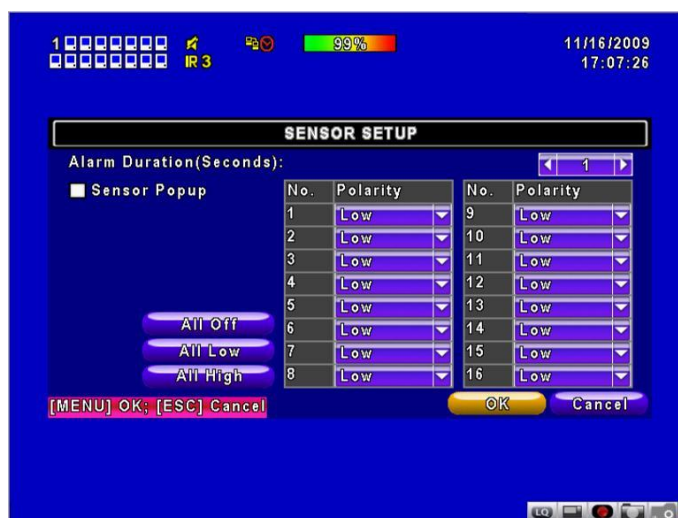 1 99% 11/16/2009
IR 3 17:07:26
SENSOR SETUP
Alarm Duration(Seconds): 1
Sensor Popup No. Polarity No. Polarity
1 Low 9 Low
2 Low 10 Low
3 Low 11 Low
4 Low 12 Low
5 Low 13 Low
All Off 6 Low 14 Low
All Low 7 Low 15 Low
All High 8 Low 16 Low
[MENU] OK; [ESC] Cancel OK Cancel
LQ